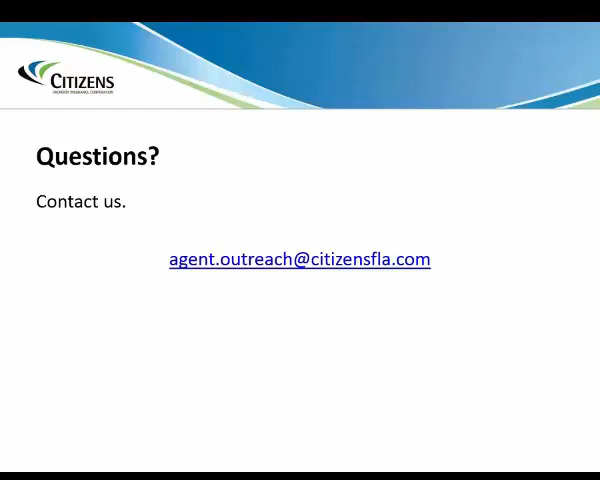 CITIZENS
PROPERTY INSURANCE CORPORATION
Questions?
Contact us.
agent.outreach@citizensfla.com